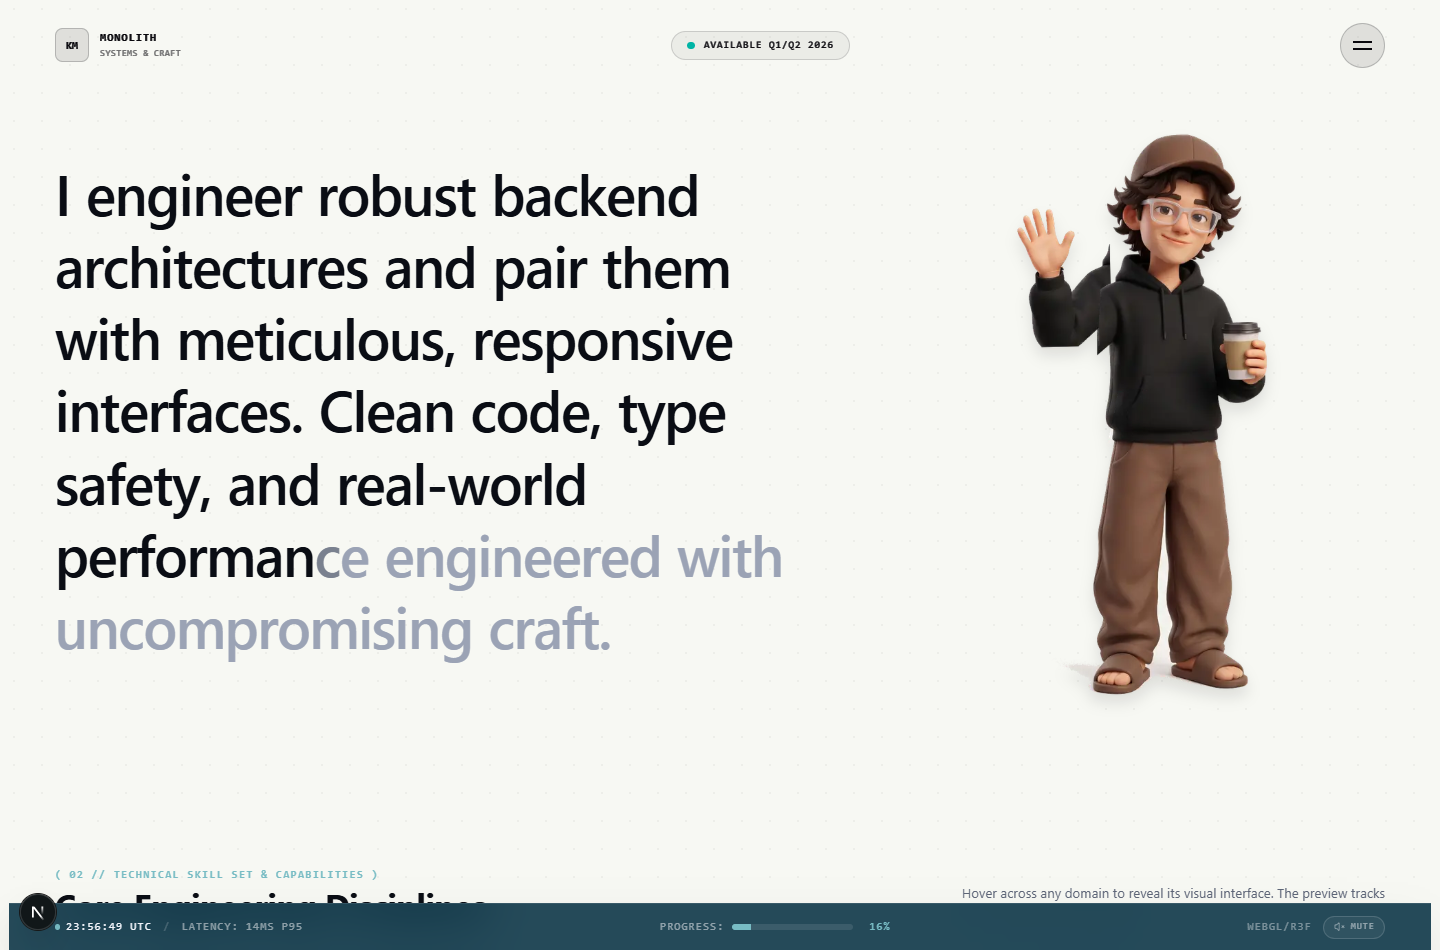 KM
MONOLITH
SYSTEMS & CRAFT
AVAILABLE Q1/Q2 2026
I engineer robust backend
architectures and pair them
with meticulous, responsive
interfaces. Clean code, type
safety, and real-world
performance engineered with
uncompromising craft.
( 02 // TECHNICAL SKILL SET & CAPABILITIES )
Core Engineering Disciplines
Hover across any domain to reveal its visual interface. The preview tracks
N
23:56:49 UTC / LATENCY: 14MS P95
PROGRESS: 16%
WEBGL/R3F
MUTE